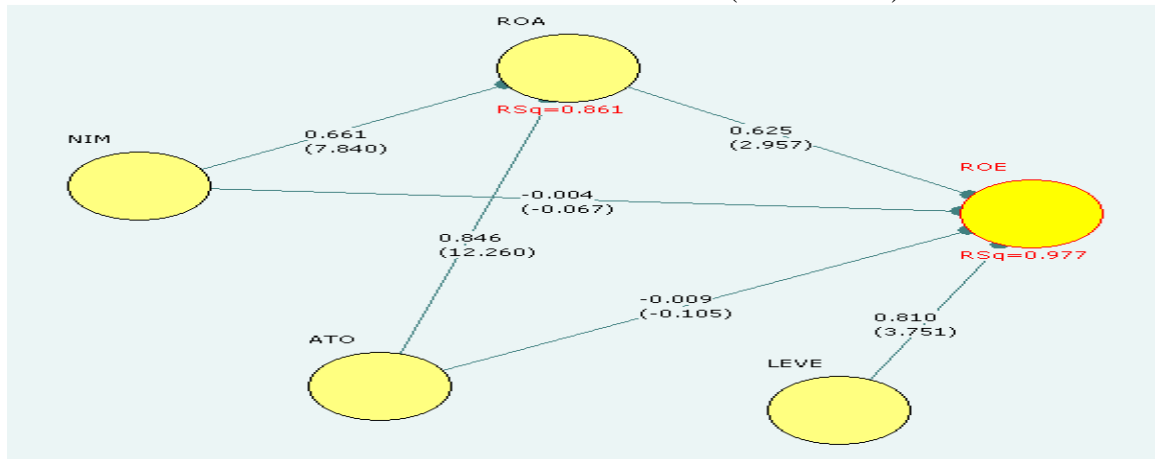 ROA
RSq=0.861
NIM
0.661
(7.840)
0.625
(2.957)
ROE
-0.004
(-0.067)
0.846
(12.260)
RSq=0.977
-0.009
(-0.105)
0.810
(3.751)
ATO
LEVE